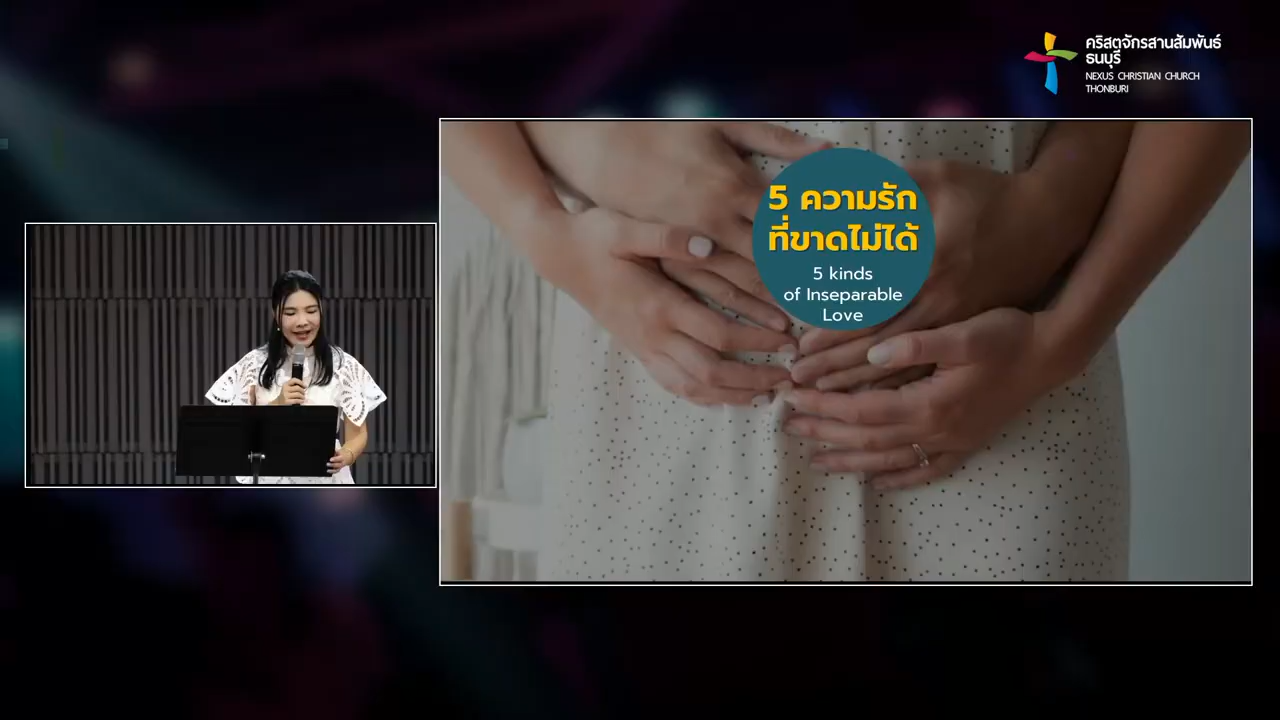 คริสตจักรสานสัมพันธ์
ธนบุรี
NEXUS CHRISTIAN CHURCH
THONBURI
5 ความรัก
ที่ขาดไม่ได้
5 kinds
of Inseparable
Love